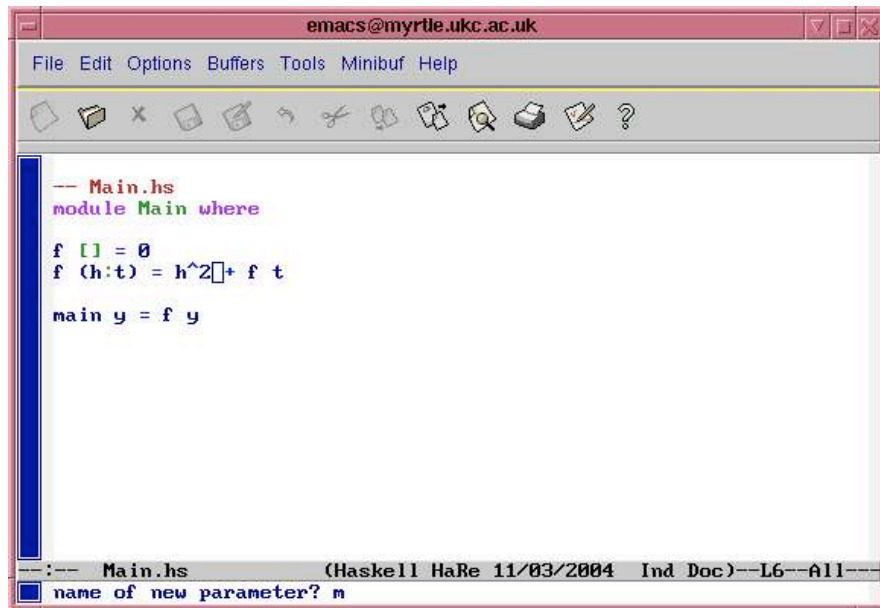 emacs@myrtle.ukc.ac.uk
File Edit Options Buffers Tools Minibuf Help
-- Main.hs
module Main where
f [] = 0
f (h:t) = h^2 + f t
main y = f y
--:-- Main.hs (Haskell HaRe 11/03/2004 Ind Doc)--L6--All---
name of new parameter? m